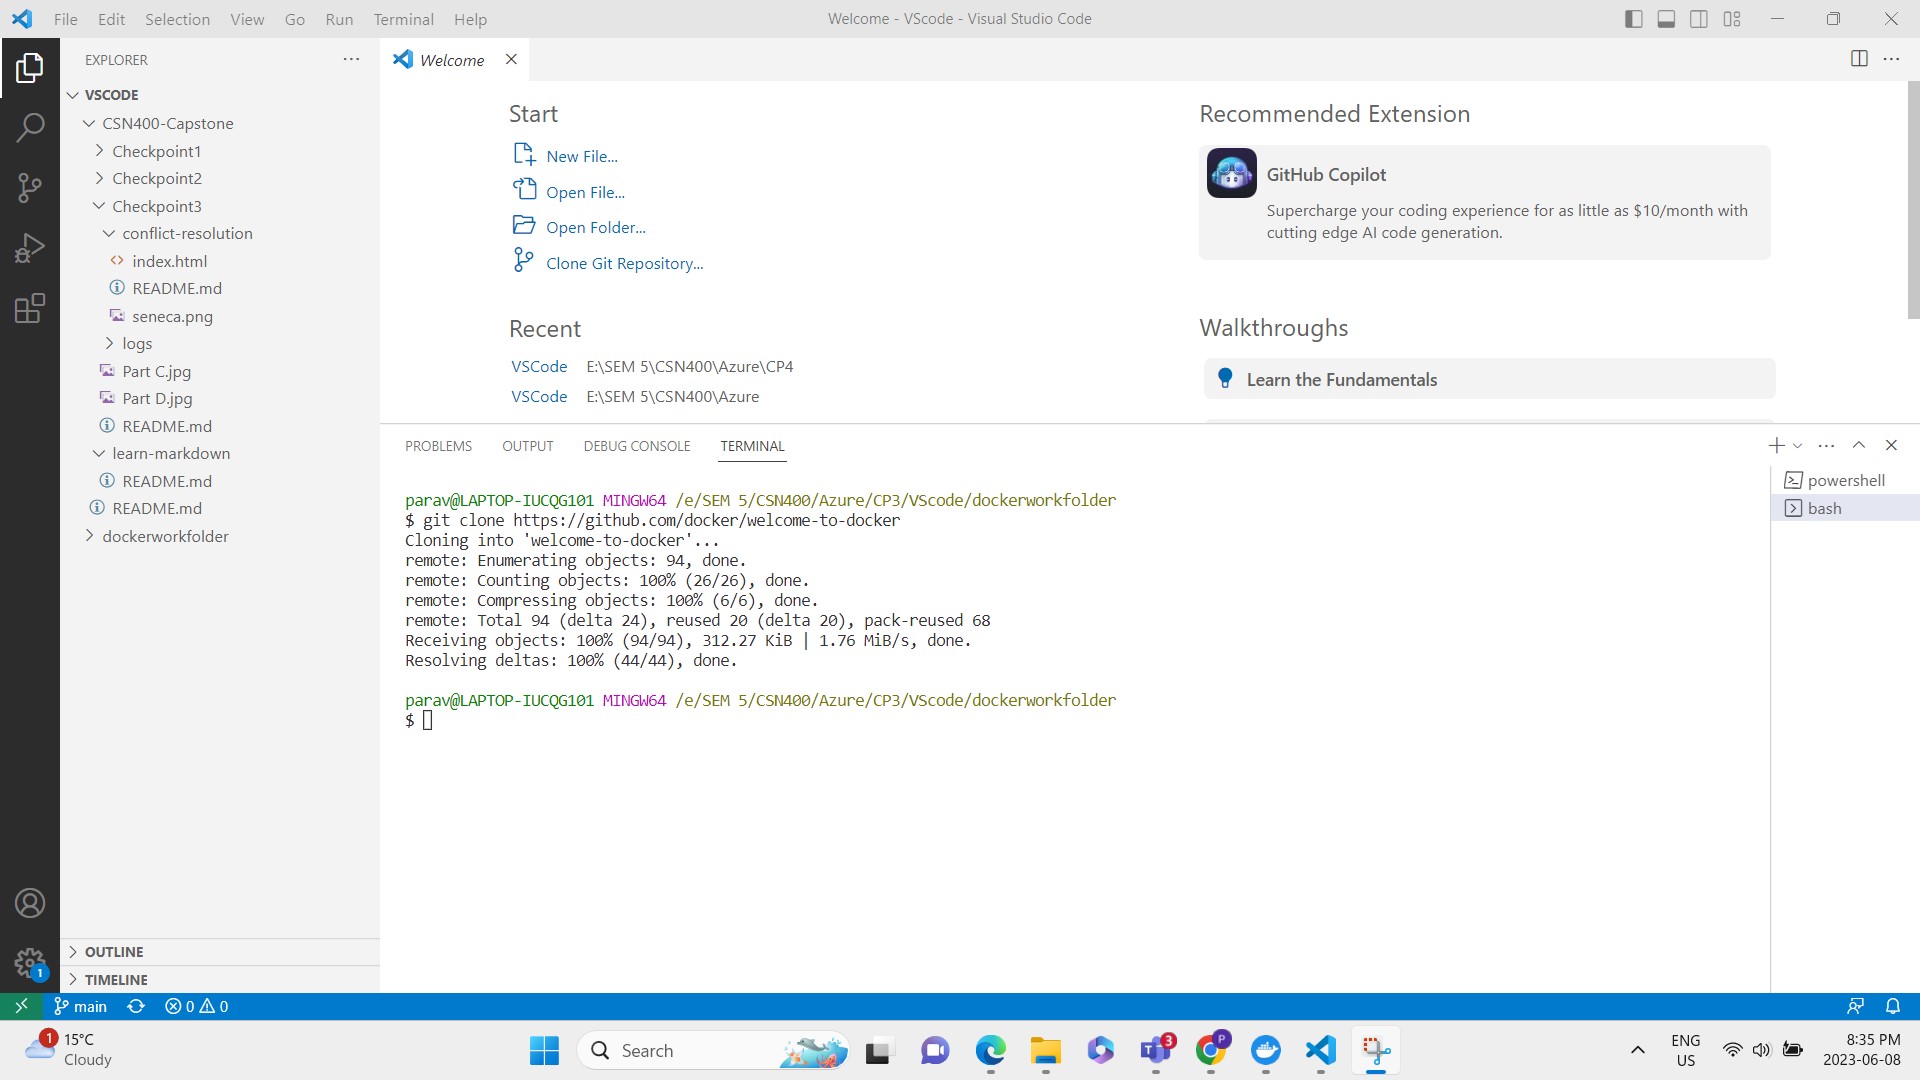 File Edit Selection View Go Run Terminal Help
Welcome - VScode - Visual Studio Code
EXPLORER
VSCODE
CSN400-Capstone
Checkpoint1
Checkpoint2
Checkpoint3
conflict-resolution
index.html
README.md
seneca.png
logs
Part C.jpg
Part D.jpg
README.md
learn-markdown
README.md
README.md
dockerworkfolder
OUTLINE
TIMELINE
Welcome
Start
New File...
Open File...
Open Folder...
Clone Git Repository...
Recent
VSCode E:\SEM 5\CSN400\Azure\CP4
VSCode E:\SEM 5\CSN400\Azure
Recommended Extension
GitHub Copilot
Supercharge your coding experience for as little as $10/month with
cutting edge AI code generation.
Walkthroughs
Learn the Fundamentals
PROBLEMS OUTPUT DEBUG CONSOLE TERMINAL
parav@LAPTOP-IUCQG101 MINGW64 /e/SEM 5/CSN400/Azure/CP3/VScode/dockerworkfolder
$ git clone https://github.com/docker/welcome-to-docker
Cloning into 'welcome-to-docker'...
remote: Enumerating objects: 94, done.
remote: Counting objects: 100% (26/26), done.
remote: Compressing objects: 100% (6/6), done.
remote: Total 94 (delta 24), reused 20 (delta 20), pack-reused 68
Receiving objects: 100% (94/94), 312.27 KiB | 1.76 MiB/s, done.
Resolving deltas: 100% (44/44), done.
parav@LAPTOP-IUCQG101 MINGW64 /e/SEM 5/CSN400/Azure/CP3/VScode/dockerworkfolder
$
powershell
bash
1
main 0 0
1
15°C
Cloudy
Search
3
P
ENG
US
8:35 PM
2023-06-08